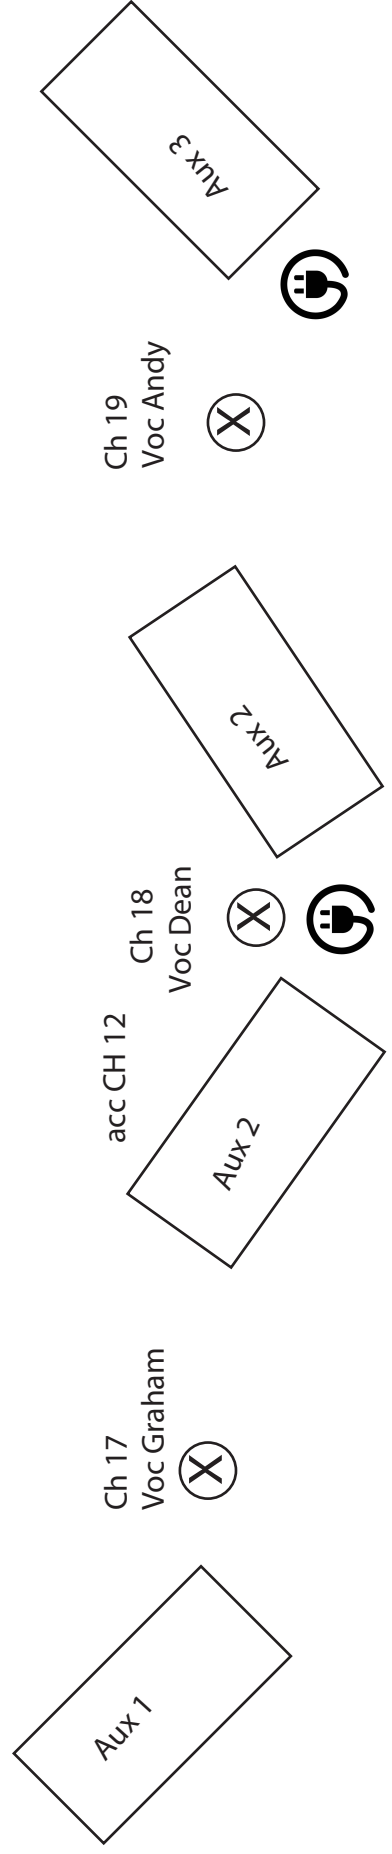 Aux 1
Ch 17
Voc Graham
X
acc CH 12
Aux 2
Ch 18
Voc Dean
X
Aux 2
Ch 19
Voc Andy
X
Aux 3